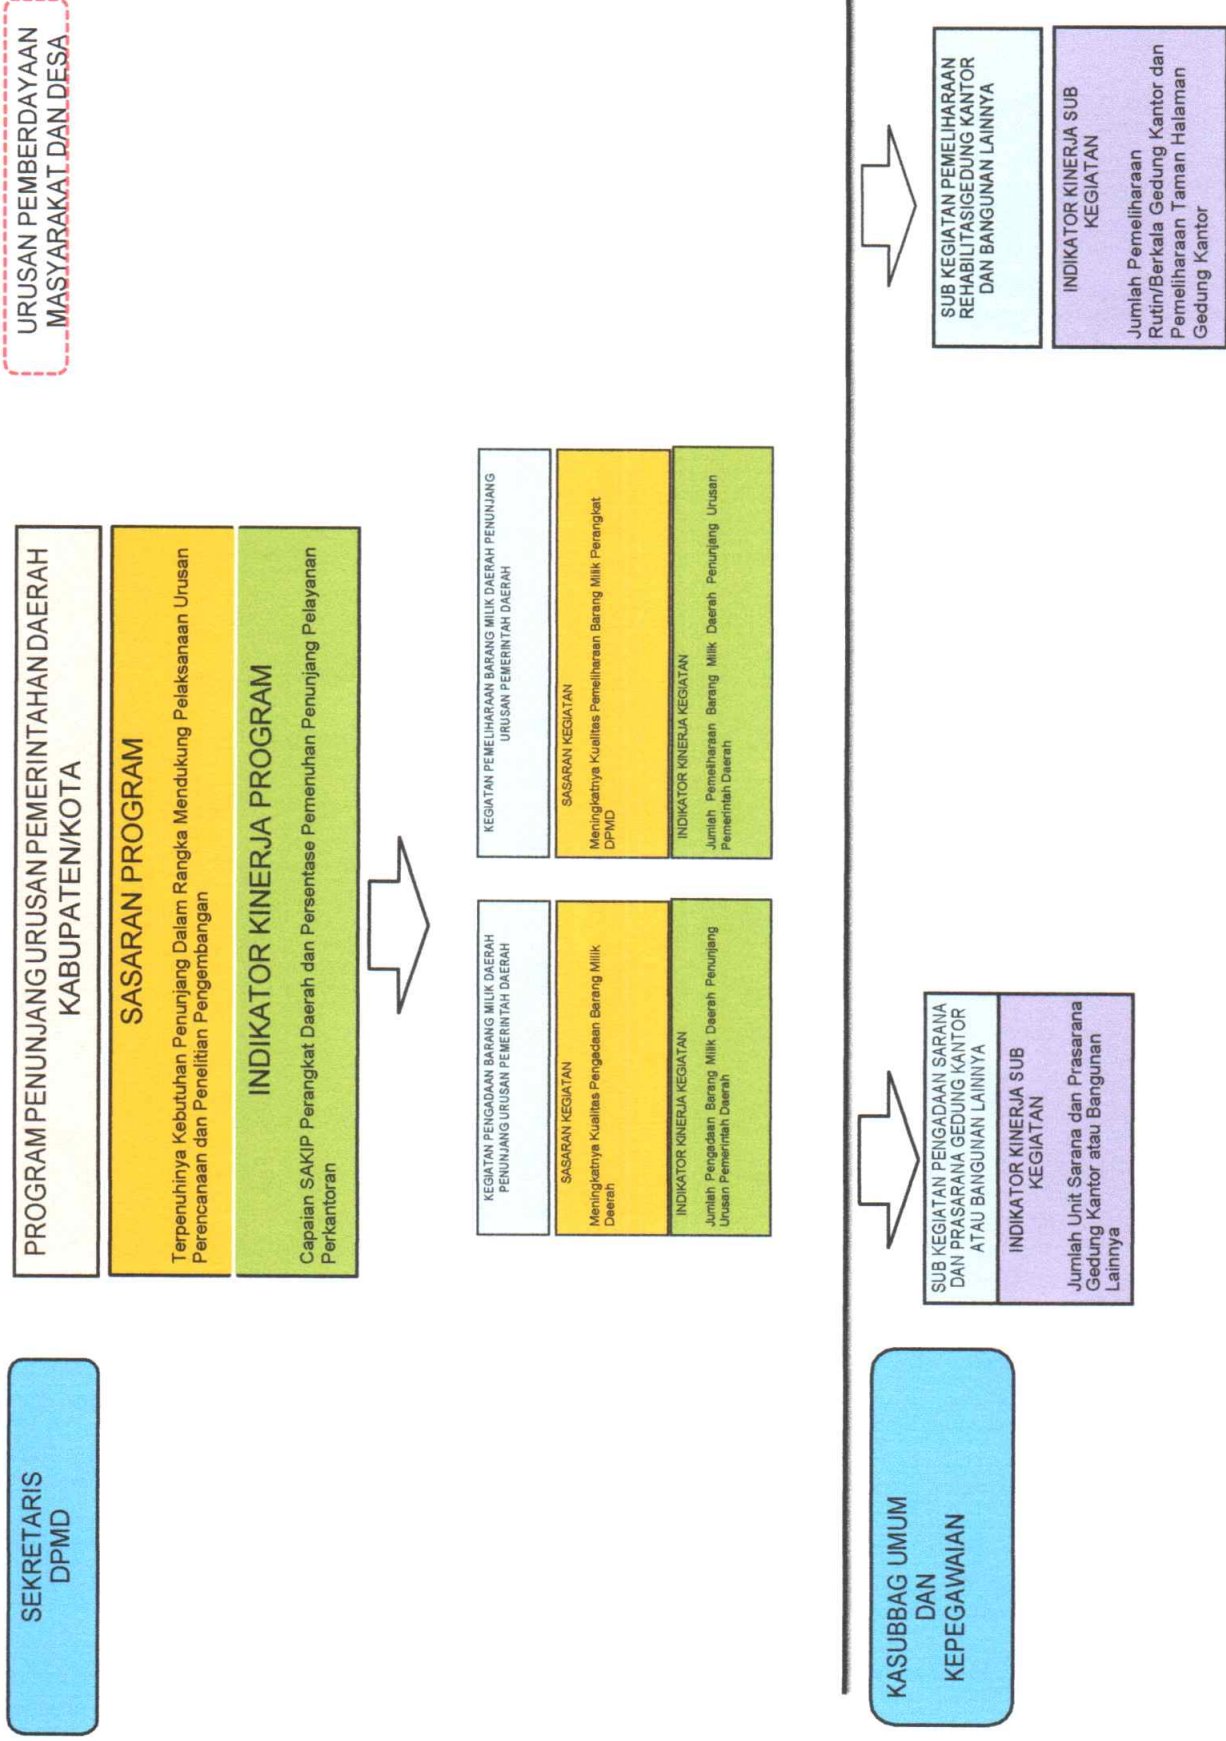 URUSAN PEMBERDAYAAN
MASYARAKAT DAN DESA
SEKRETARIS
DPMD
PROGRAM PENUNJANG URUSAN PEMERINTAHAN DAERAH
KABUPATEN/KOTA
SASARAN PROGRAM
Terpenuhinya Kebutuhan Penunjang Dalam Rangka Mendukung Pelaksanaan Urusan
Perencanaan dan Penelitian Pengembangan
INDIKATOR KINERJA PROGRAM
Capaian SAKIP Perangkat Daerah dan Persentase Pemenuhan Penunjang Pelayanan
Perkantoran
KEGIATAN PENGADAAN BARANG MILIK DAERAH
PENUNJANG URUSAN PEMERINTAH DAERAH
SASARAN KEGIATAN
Meningkatnya Kualitas Pengadaan Barang Milik
Daerah
INDIKATOR KINERJA KEGIATAN
Jumlah Pengadaan Barang Milik Daerah Penunjang
Urusan Pemerintah Daerah
KEGIATAN PEMELIHARAAN BARANG MILIK DAERAH PENUNJANG
URUSAN PEMERINTAH DAERAH
SASARAN KEGIATAN
Meningkatnya Kualitas Pemeliharaan Barang Milik Perangkat
DPMD
INDIKATOR KINERJA KEGIATAN
Jumlah Pemeliharaan Barang Milik Daerah Penunjang Urusan
Pemerintah Daerah
KASUBBAG UMUM
DAN
KEPEGAWAIAN
SUB KEGIATAN PENGADAAN SARANA
DAN PRASARANA GEDUNG KANTOR
ATAU BANGUNAN LAINNYA
INDIKATOR KINERJA SUB
KEGIATAN
Jumlah Unit Sarana dan Prasarana
Gedung Kantor atau Bangunan
Lainnya
SUB KEGIATAN PEMELIHARAAN
REHABILITASIGEDUNG KANTOR
DAN BANGUNAN LAINNYA
INDIKATOR KINERJA SUB
KEGIATAN
Jumlah Pemeliharaan
Rutin/Berkala Gedung Kantor dan
Pemeliharaan Taman Halaman
Gedung Kantor